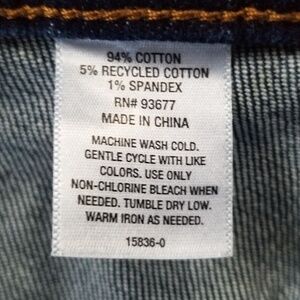 94% COTTON
5% RECYCLED COTTON
1% SPANDEX
RN# 93677
MADE IN CHINA
MACHINE WASH COLD.
GENTLE CYCLE WITH LIKE
COLORS. USE ONLY
NON-CHLORINE BLEACH WHEN
NEEDED. TUMBLE DRY LOW.
WARM IRON AS NEEDED.
15836-0